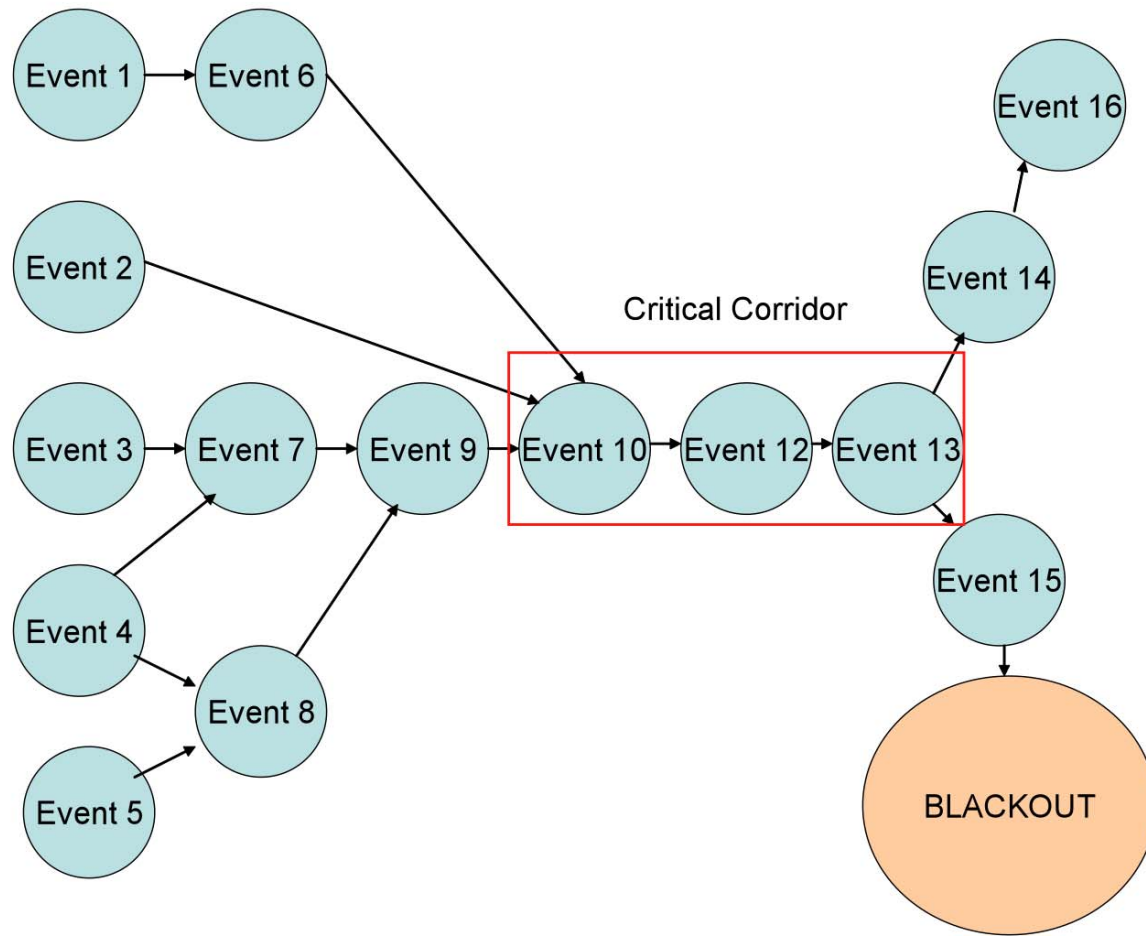 Event 1
Event 6
Event 16
Event 2
Event 14
Critical Corridor
Event 3
Event 7
Event 9
Event 10
Event 12
Event 13
Event 15
Event 4
Event 8
Event 5
BLACKOUT